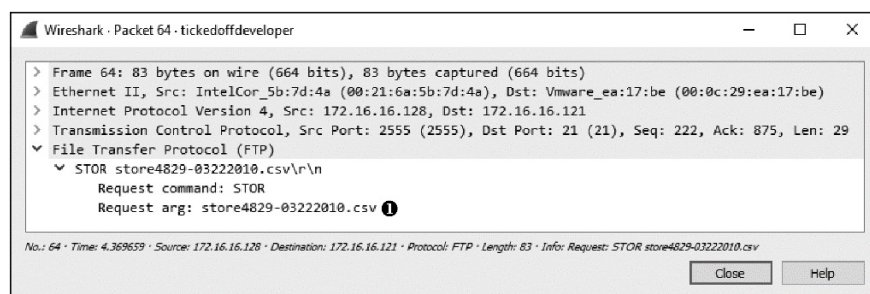 Wireshark · Packet 64 · tickedoffdeveloper
Frame 64: 83 bytes on wire (664 bits), 83 bytes captured (664 bits)
Ethernet II, Src: IntelCor_5b:7d:4a (00:21:6a:5b:7d:4a), Dst: Vmware_ea:17:be (00:0c:29:ea:17:be)
Internet Protocol Version 4, Src: 172.16.16.128, Dst: 172.16.16.121
Transmission Control Protocol, Src Port: 2555 (2555), Dst Port: 21 (21), Seq: 222, Ack: 875, Len: 29
File Transfer Protocol (FTP)
STOR store4829-03222010.csv\r\n
Request command: STOR
Request arg: store4829-03222010.csv ❶
No.: 64 · Time: 4.369659 · Source: 172.16.16.128 · Destination: 172.16.16.121 · Protocol: FTP · Length: 83 · Info: Request: STOR store4829-03222010.csv
Close Help